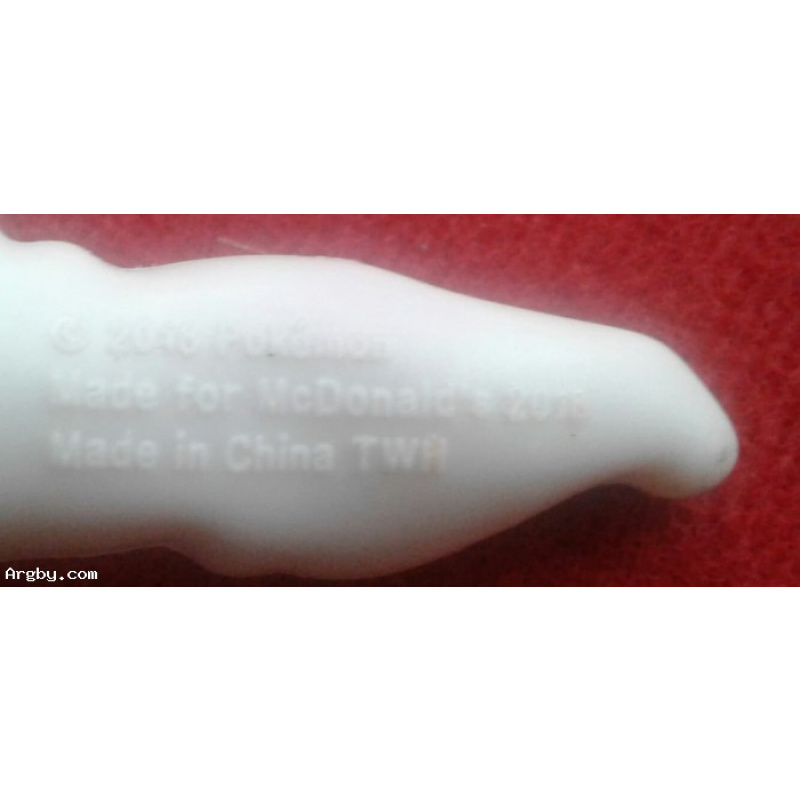 © Pokémon
Made for McDonald's
Made in China TWH
Argby.com